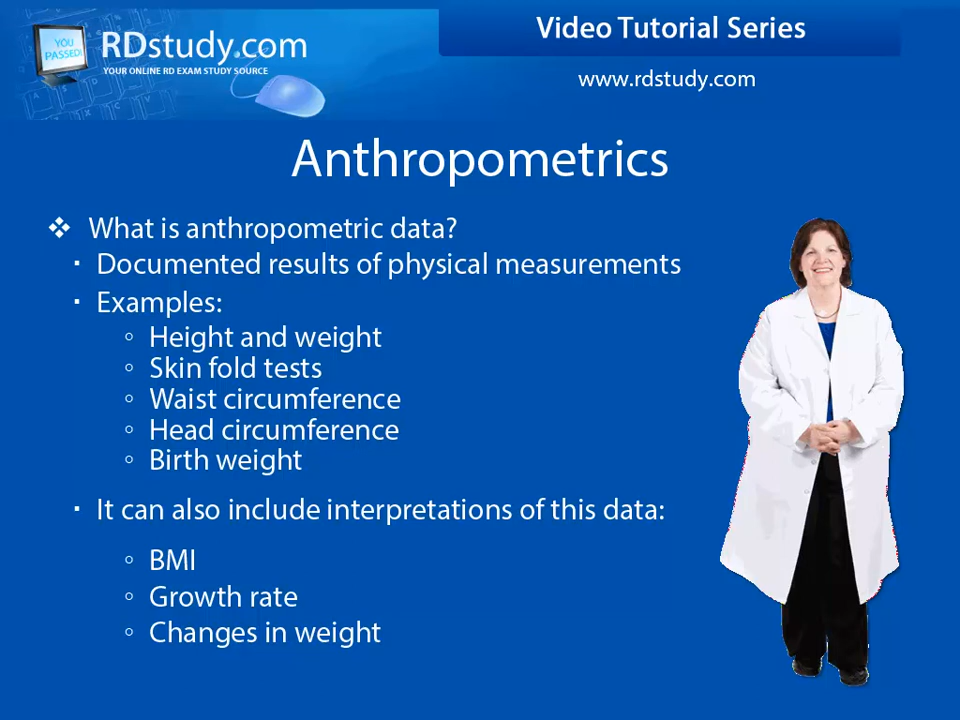 YOU
PASSED!
RDstudy.com
YOUR ONLINE RD EXAM STUDY SOURCE
Video Tutorial Series
www.rdstudy.com
Anthropometrics
❖ What is anthropometric data?
▪ Documented results of physical measurements
▪ Examples:
◦ Height and weight
◦ Skin fold tests
◦ Waist circumference
◦ Head circumference
◦ Birth weight
▪ It can also include interpretations of this data:
◦ BMI
◦ Growth rate
◦ Changes in weight